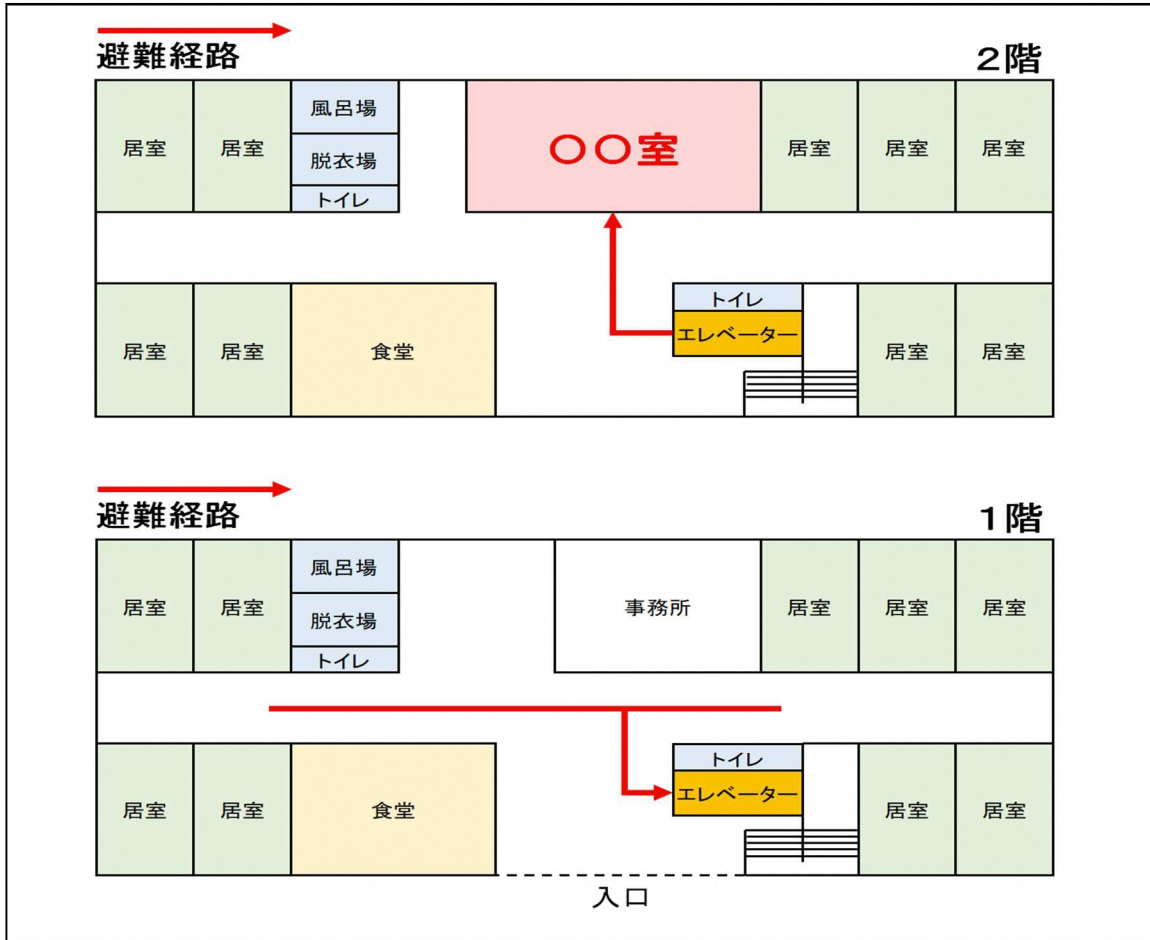 避難経路
2階
居室
居室
風呂場
脱衣場
トイレ
〇〇室
居室
居室
居室
居室
居室
食堂
トイレ
エレベーター
居室
居室
避難経路
1階
居室
居室
風呂場
脱衣場
トイレ
事務所
居室
居室
居室
居室
居室
食堂
トイレ
エレベーター
居室
居室
入口